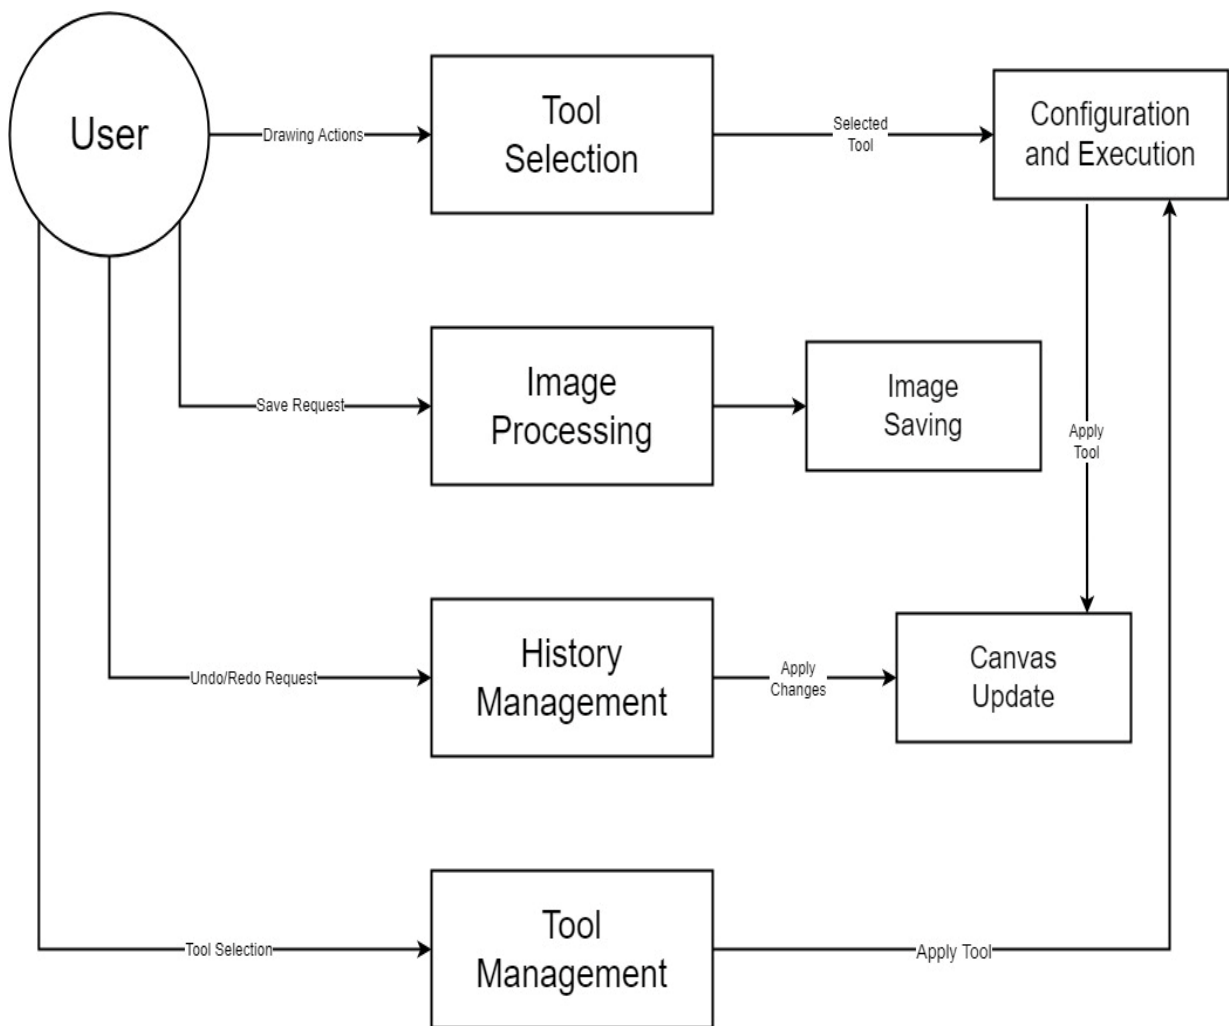 User
Drawing Actions
Tool
Selection
Selected
Tool
Configuration
and Execution
Save Request
Image
Processing
Image
Saving
Apply
Tool
Undo/Redo Request
History
Management
Apply
Changes
Canvas
Update
Tool Selection
Tool
Management
Apply Tool